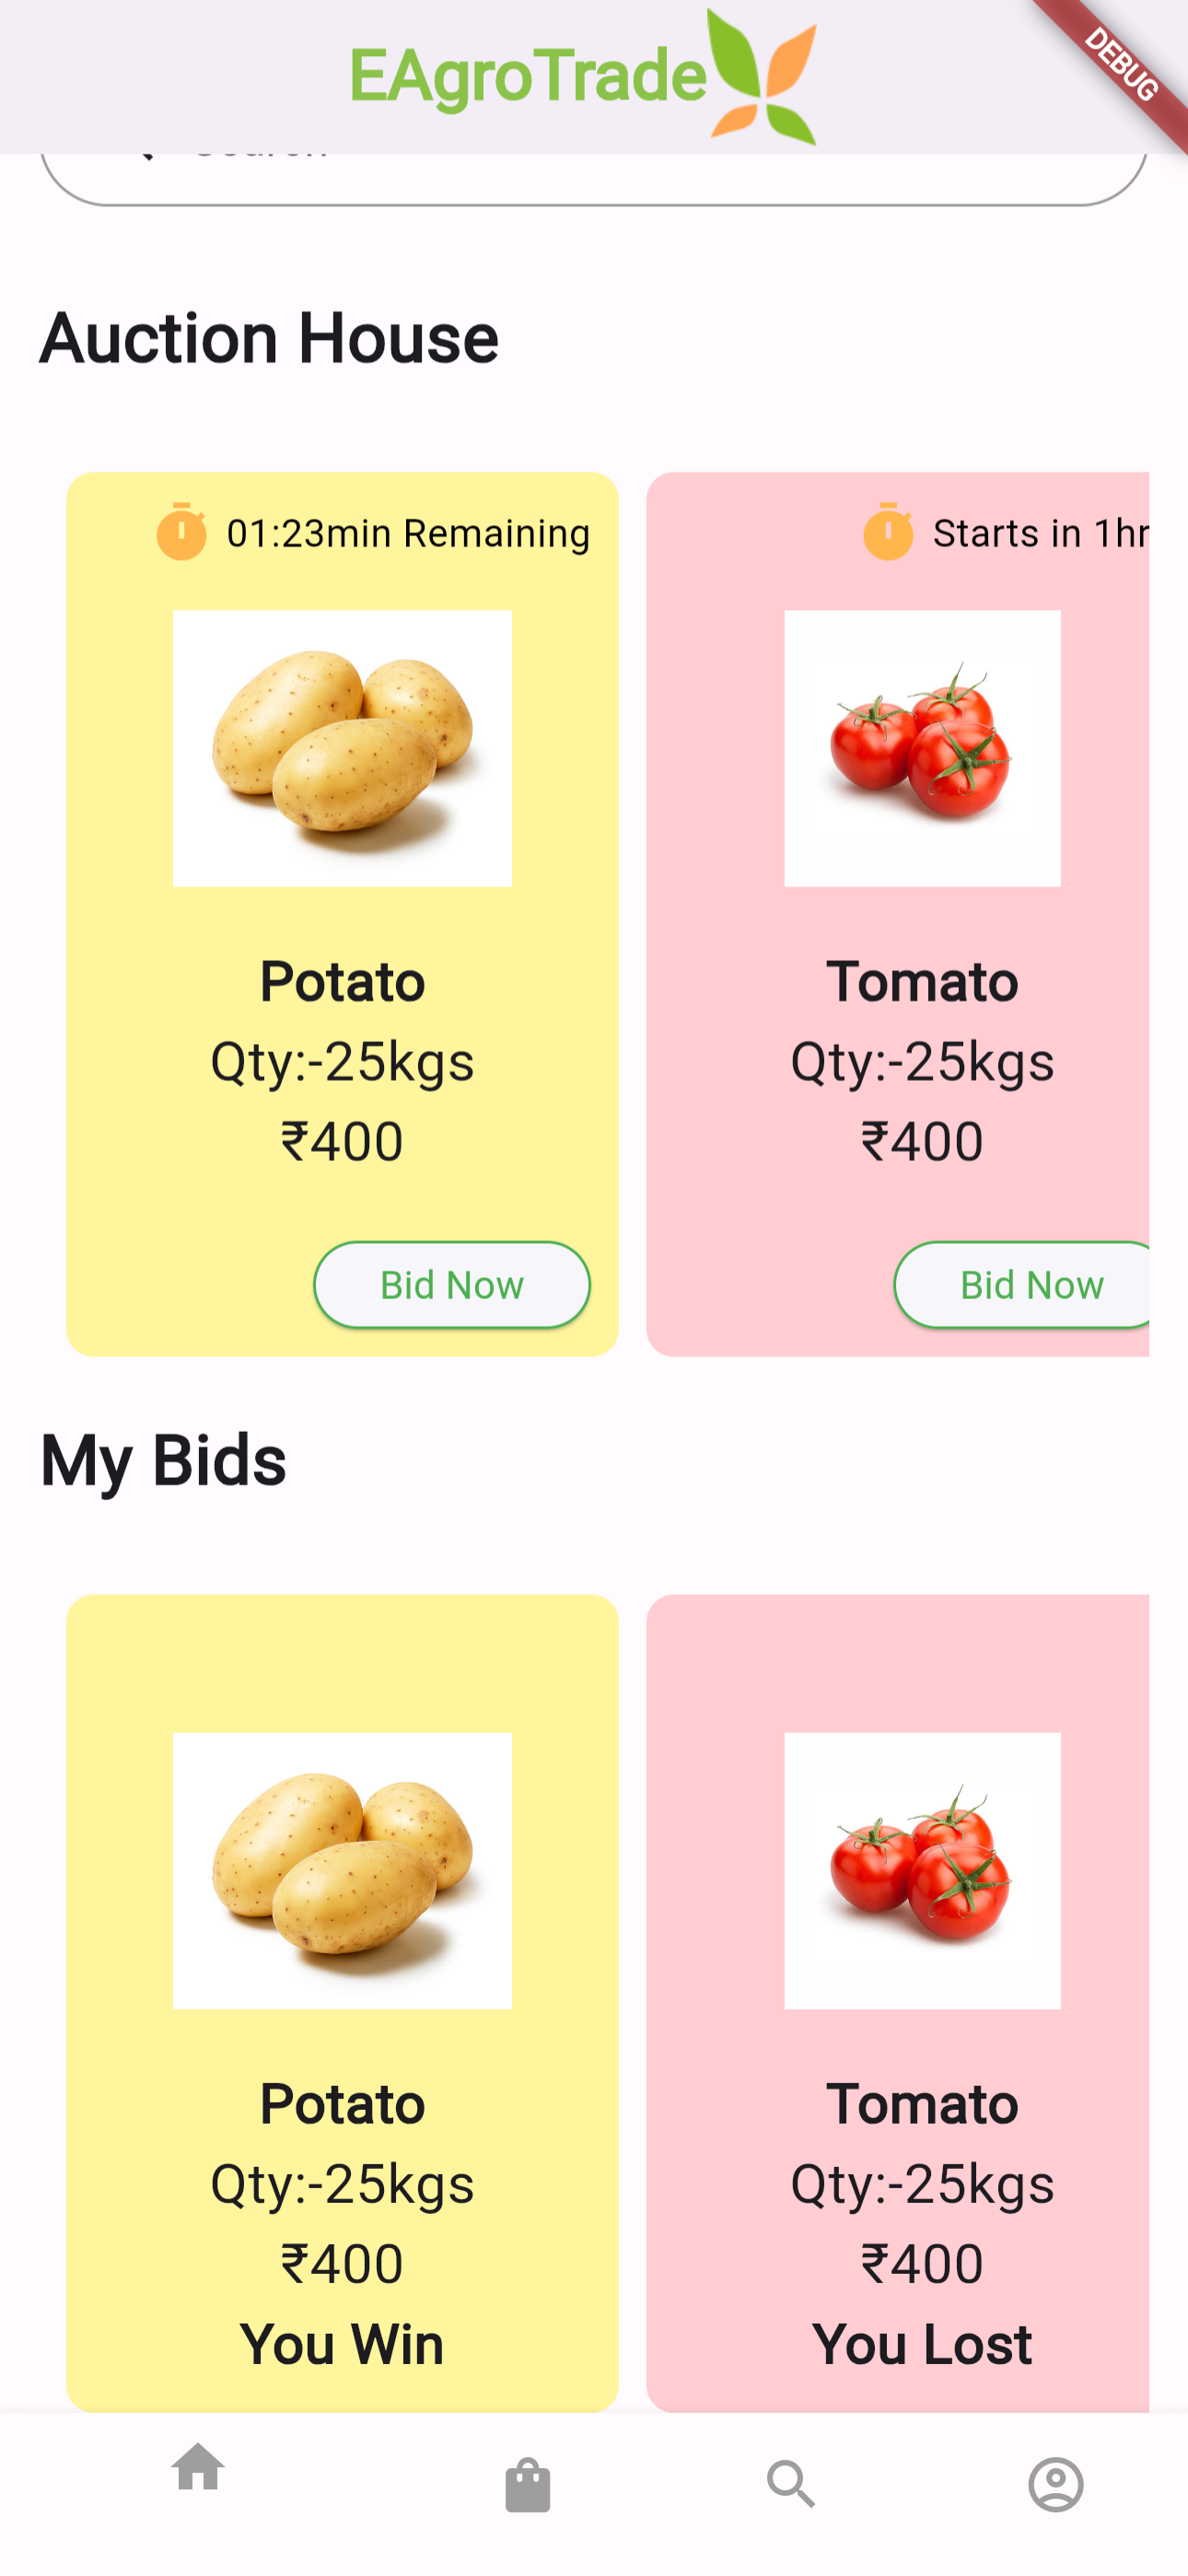 EAgroTrade
DEBUG
Search
Auction House
01:23min Remaining
Starts in 1hr
Potato
Tomato
Qty:-25kgs
Qty:-25kgs
₹400
₹400
Bid Now
Bid Now
My Bids
Potato
Tomato
Qty:-25kgs
Qty:-25kgs
₹400
₹400
You Win
You Lost